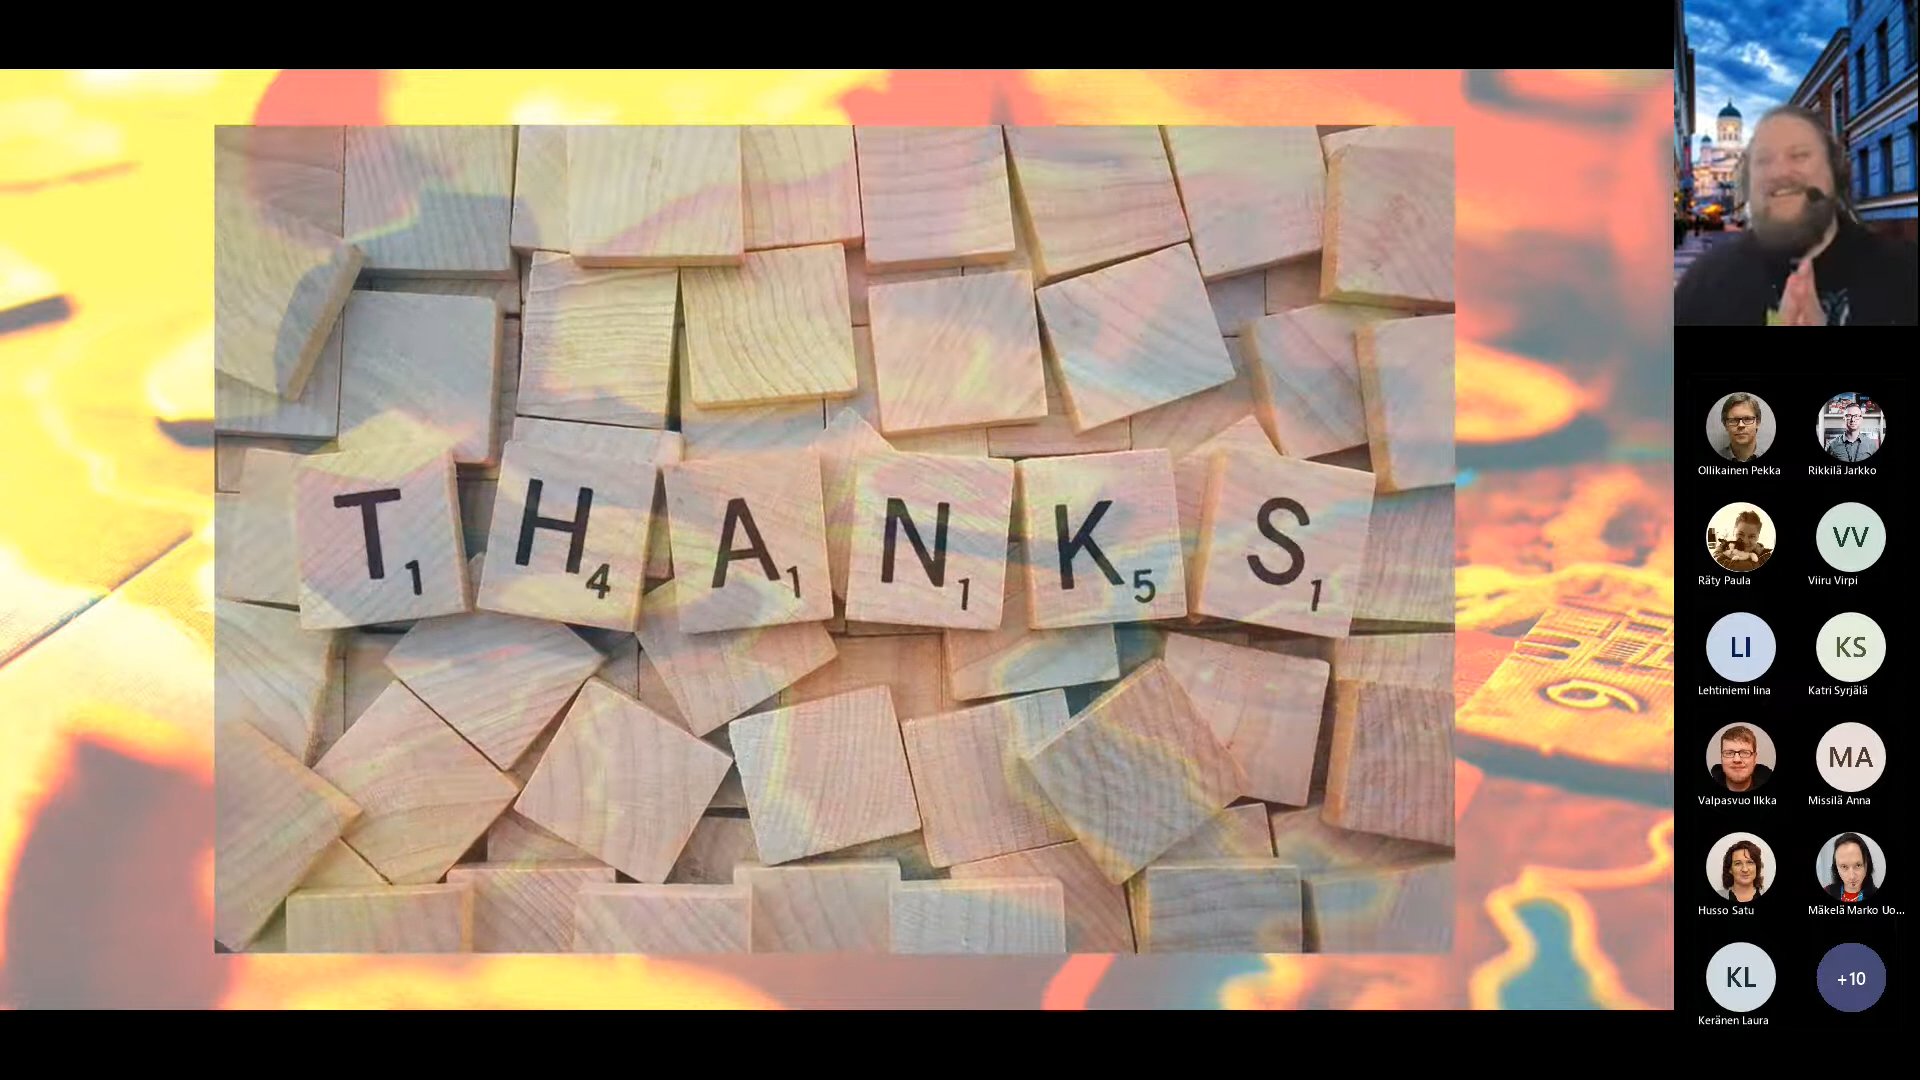 T1 H4 A1 N1 K5 S1
9
Ollikainen Pekka
Rikkilä Jarkko
Räty Paula
VV
Viiru Virpi
LI
Lehtiniemi Iina
KS
Katri Syrjälä
Valpasvuo Ilkka
MA
Missilä Anna
Husso Satu
Mäkelä Marko Uo...
KL
Keränen Laura
+10